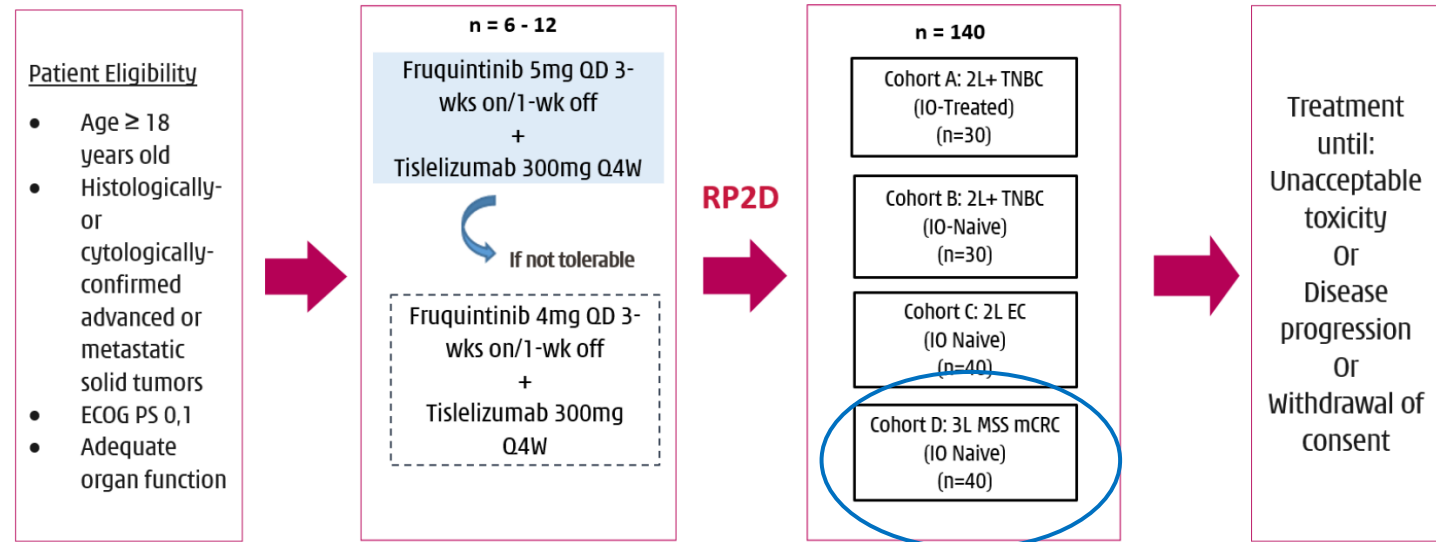 Patient Eligibility
● Age ≥ 18
years old
● Histologically-
or
cytologically-
confirmed
advanced or
metastatic
solid tumors
● ECOG PS 0,1
● Adequate
organ function
n = 6 - 12
Fruquintinib 5mg QD 3-
wks on/1-wk off
+
Tislelizumab 300mg Q4W
If not tolerable
Fruquintinib 4mg QD 3-
wks on/1-wk off
+
Tislelizumab 300mg
Q4W
RP2D
n = 140
Cohort A: 2L+ TNBC
(IO-Treated)
(n=30)
Cohort B: 2L+ TNBC
(IO-Naive)
(n=30)
Cohort C: 2L EC
(IO Naive)
(n=40)
Cohort D: 3L MSS mCRC
(IO Naive)
(n=40)
Treatment
until:
Unacceptable
toxicity
Or
Disease
progression
Or
Withdrawal of
consent